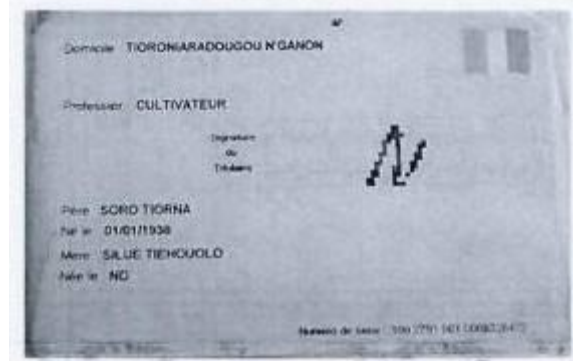 Domicile TIORONIARADOUGOU N'GANON
Profession CULTIVATEUR
Signature
du
Titulaire
Père SORO TIORNA
Né le 01/01/1938
Mère SILUE TIEHOUOLO
Née le ND
Numéro de série